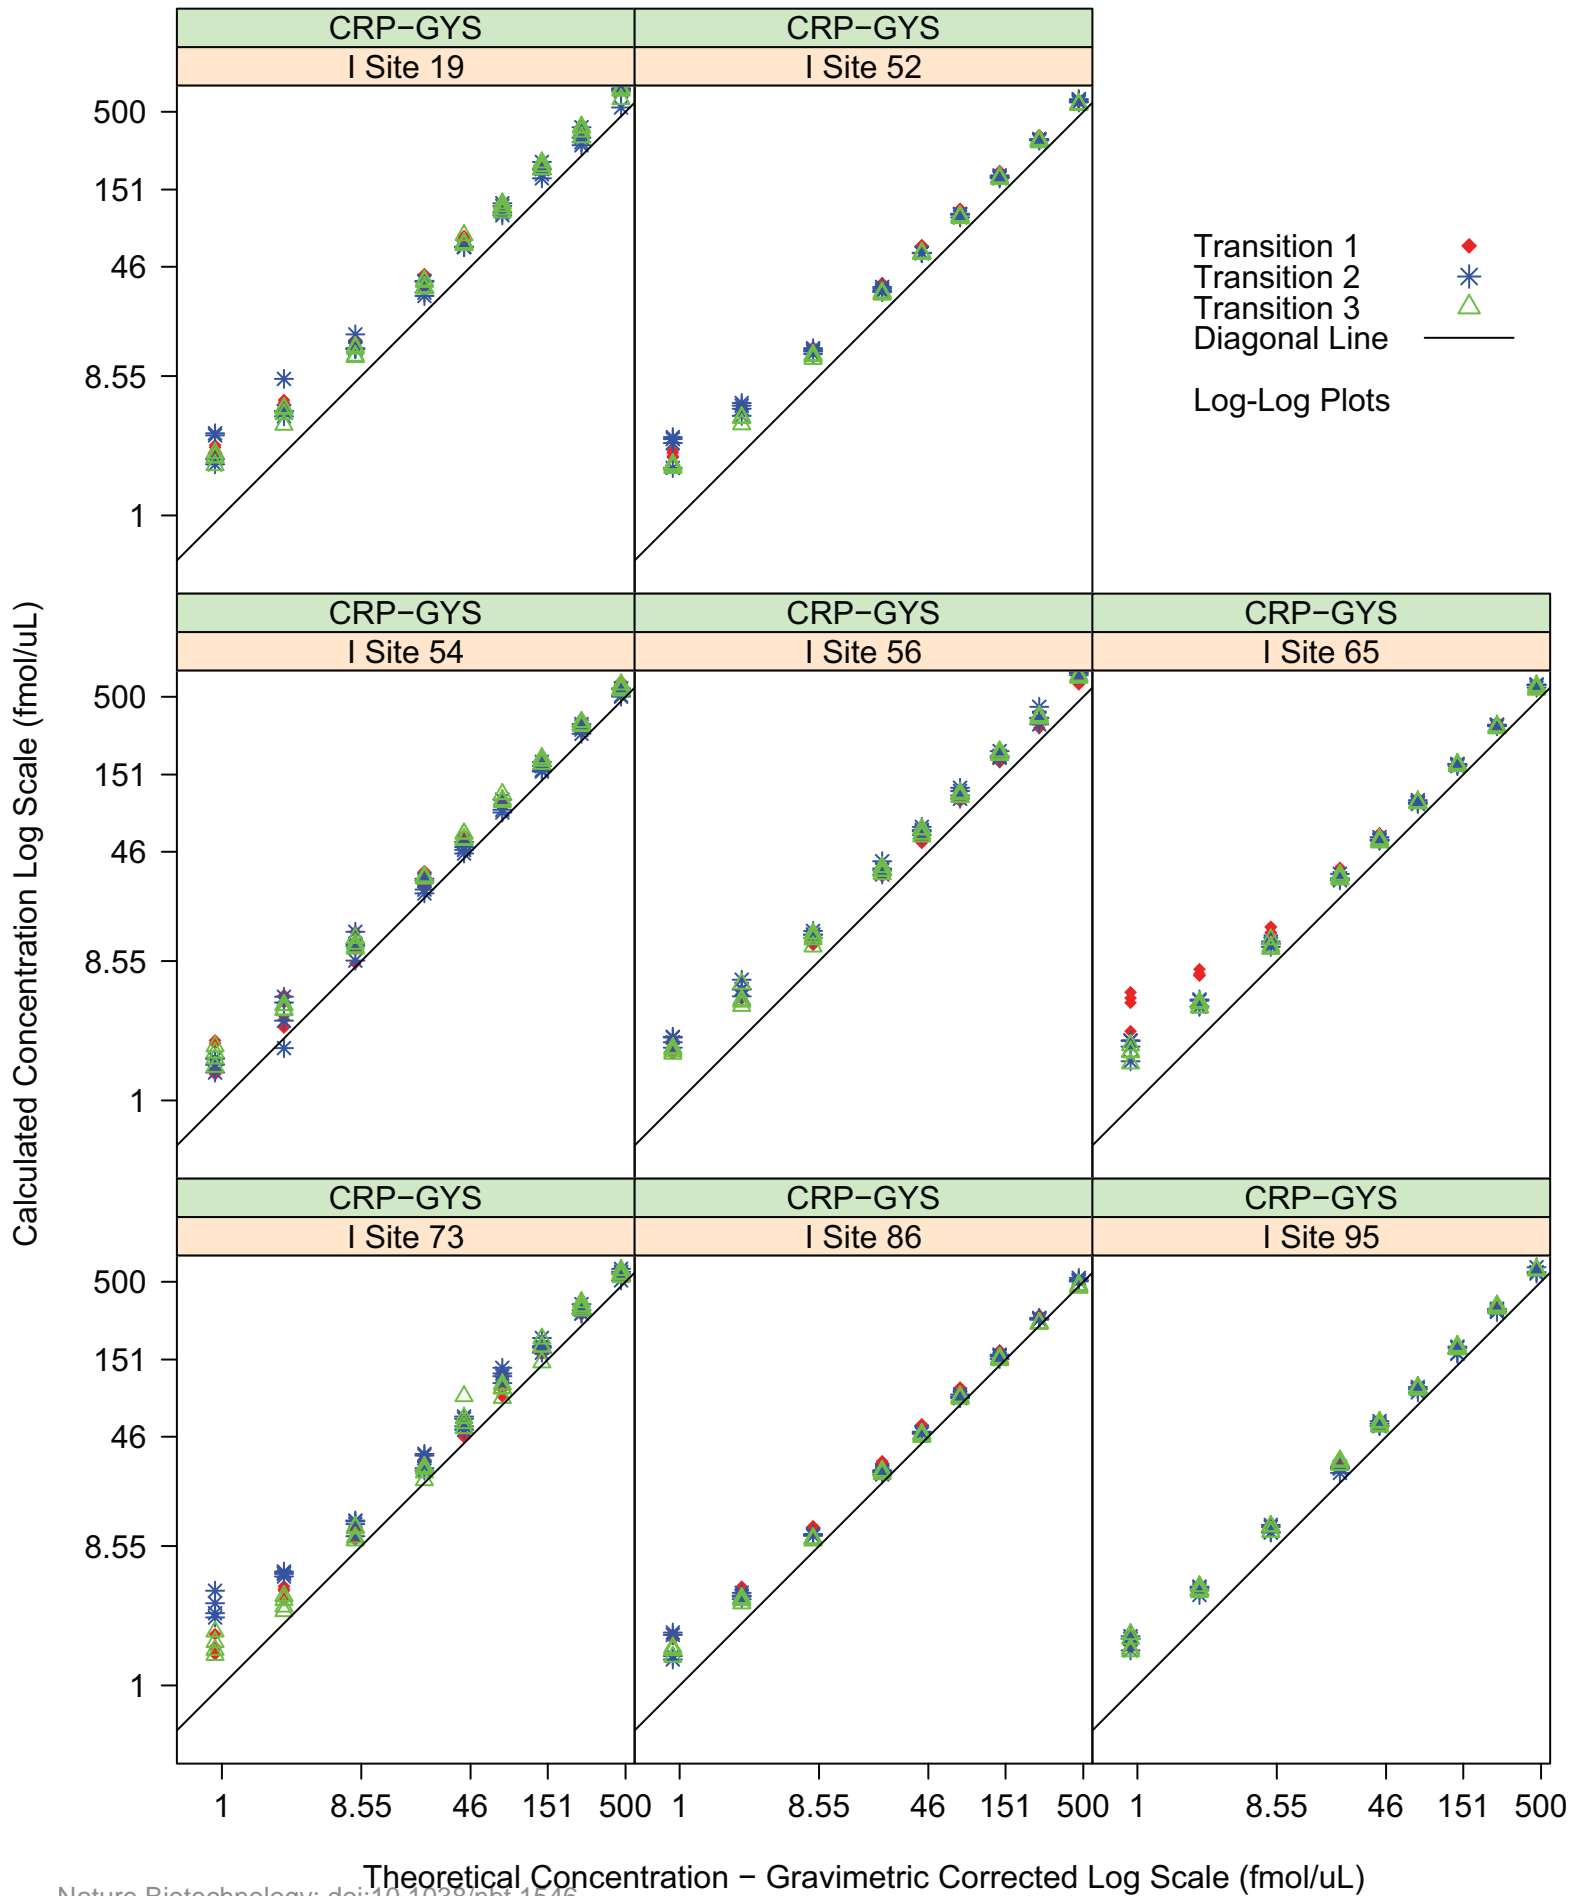 CRP−GYS
CRP−GYS
I Site 19
I Site 52
500
151
46
8.55
1
Transition 1
Transition 2
Transition 3
Diagonal Line
Log-Log Plots
CRP−GYS
CRP−GYS
CRP−GYS
I Site 54
I Site 56
I Site 65
500
151
46
8.55
1
Calculated Concentration Log Scale (fmol/uL)
CRP−GYS
CRP−GYS
CRP−GYS
I Site 73
I Site 86
I Site 95
500
151
46
8.55
1
1 8.55 46 151 500 1 8.55 46 151 500 1 8.55 46 151 500
Theoretical Concentration − Gravimetric Corrected Log Scale (fmol/uL)
Nature Biotechnology: doi:10.1038/nbt.1546